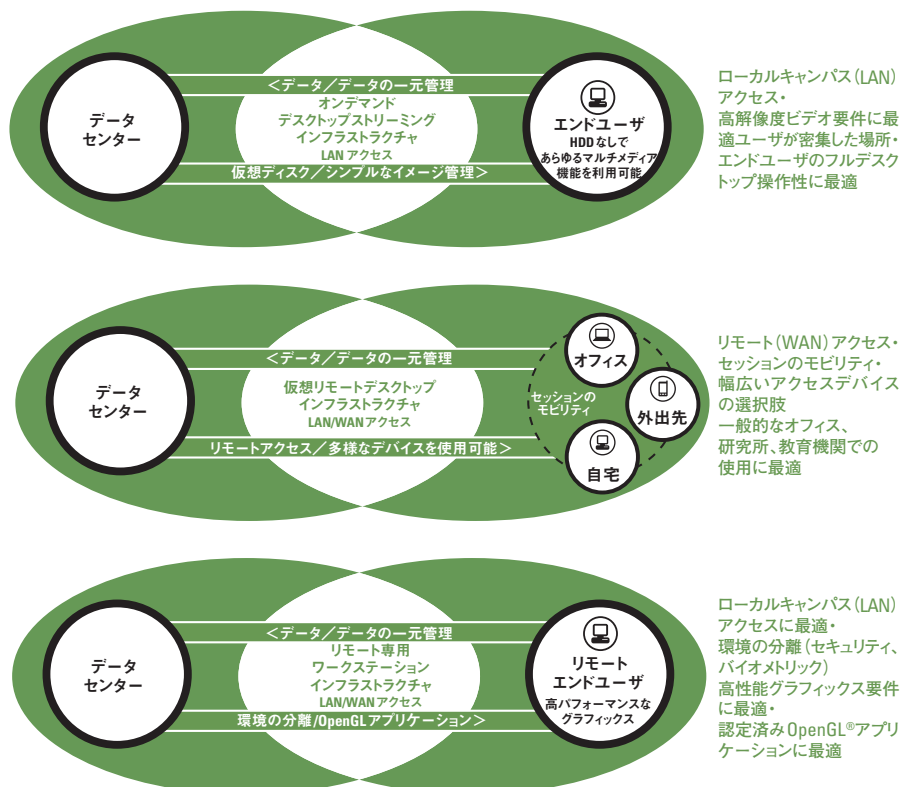 データ
センター
<データ/データの一元管理
オンデマンド
デスクトップストリーミング
インフラストラクチャ
LAN アクセス
仮想ディスク/シンプルなイメージ管理>
エンドユーザ
HDDなしで
あらゆるマルチメディア
機能を利用可能
ローカルキャンパス(LAN)
アクセス・
高解像度ビデオ要件に最
適ユーザが密集した場所・
エンドユーザのフルデスク
トップ操作性に最適
データ
センター
<データ/データの一元管理
仮想リモートデスクトップ
インフラストラクチャ
LAN/WANアクセス
リモートアクセス/多様なデバイスを使用可能>
セッションの
モビリティ
オフィス
外出先
自宅
リモート(WAN)アクセス・
セッションのモビリティ・
幅広いアクセスデバイス
の選択肢
一般的なオフィス、
研究所、教育機関での
使用に最適
データ
センター
<データ/データの一元管理
リモート専用
ワークステーション
インフラストラクチャ
LAN/WANアクセス
環境の分離/OpenGLアプリケーション>
リモート
エンドユーザ
高パフォーマンスな
グラフィックス
ローカルキャンパス(LAN)
アクセスに最適・
環境の分離(セキュリティ、
バイオメトリック)
高性能グラフィックス要件
に最適・
認定済みOpenGL®アプリ
ケーションに最適